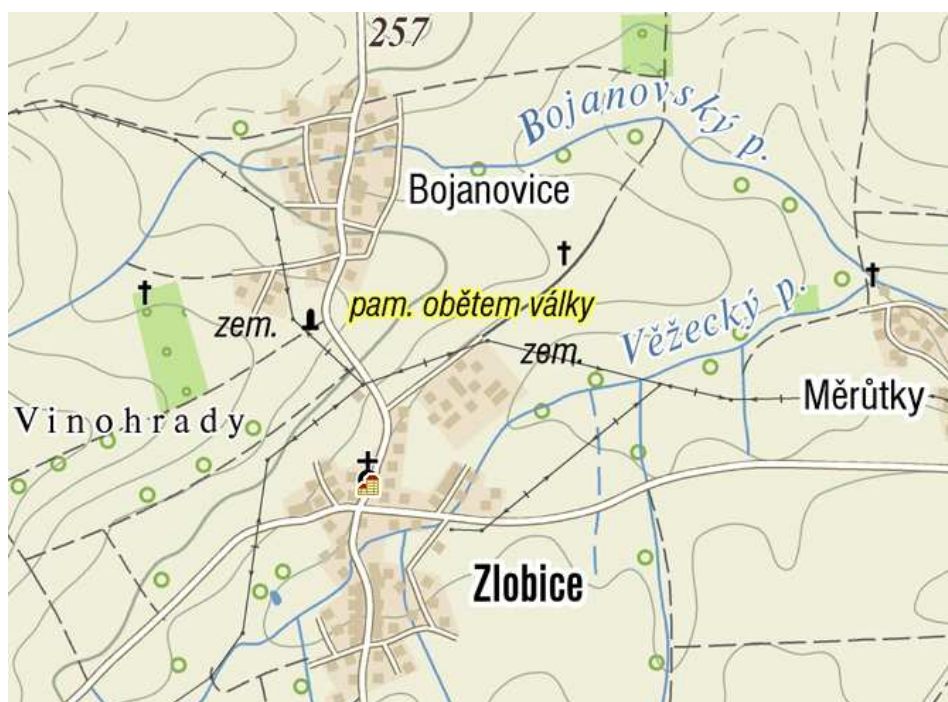 257
Bojanovský p.
Bojanovice
pam. obětem války
zem.
Věžecký p.
zem.
Měrůtky
Vinohrady
Zlobice